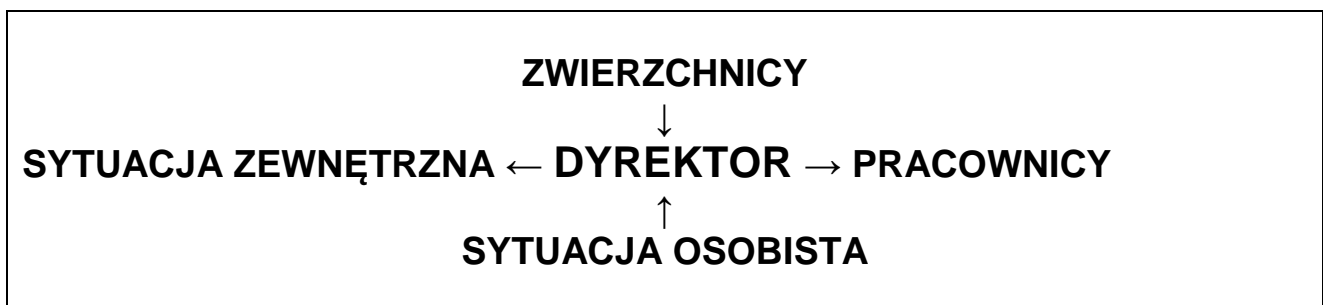 ZWIERZCHNICY
↓
SYTUACJA ZEWNĘTRZNA ← DYREKTOR → PRACOWNICY
↑
SYTUACJA OSOBISTA